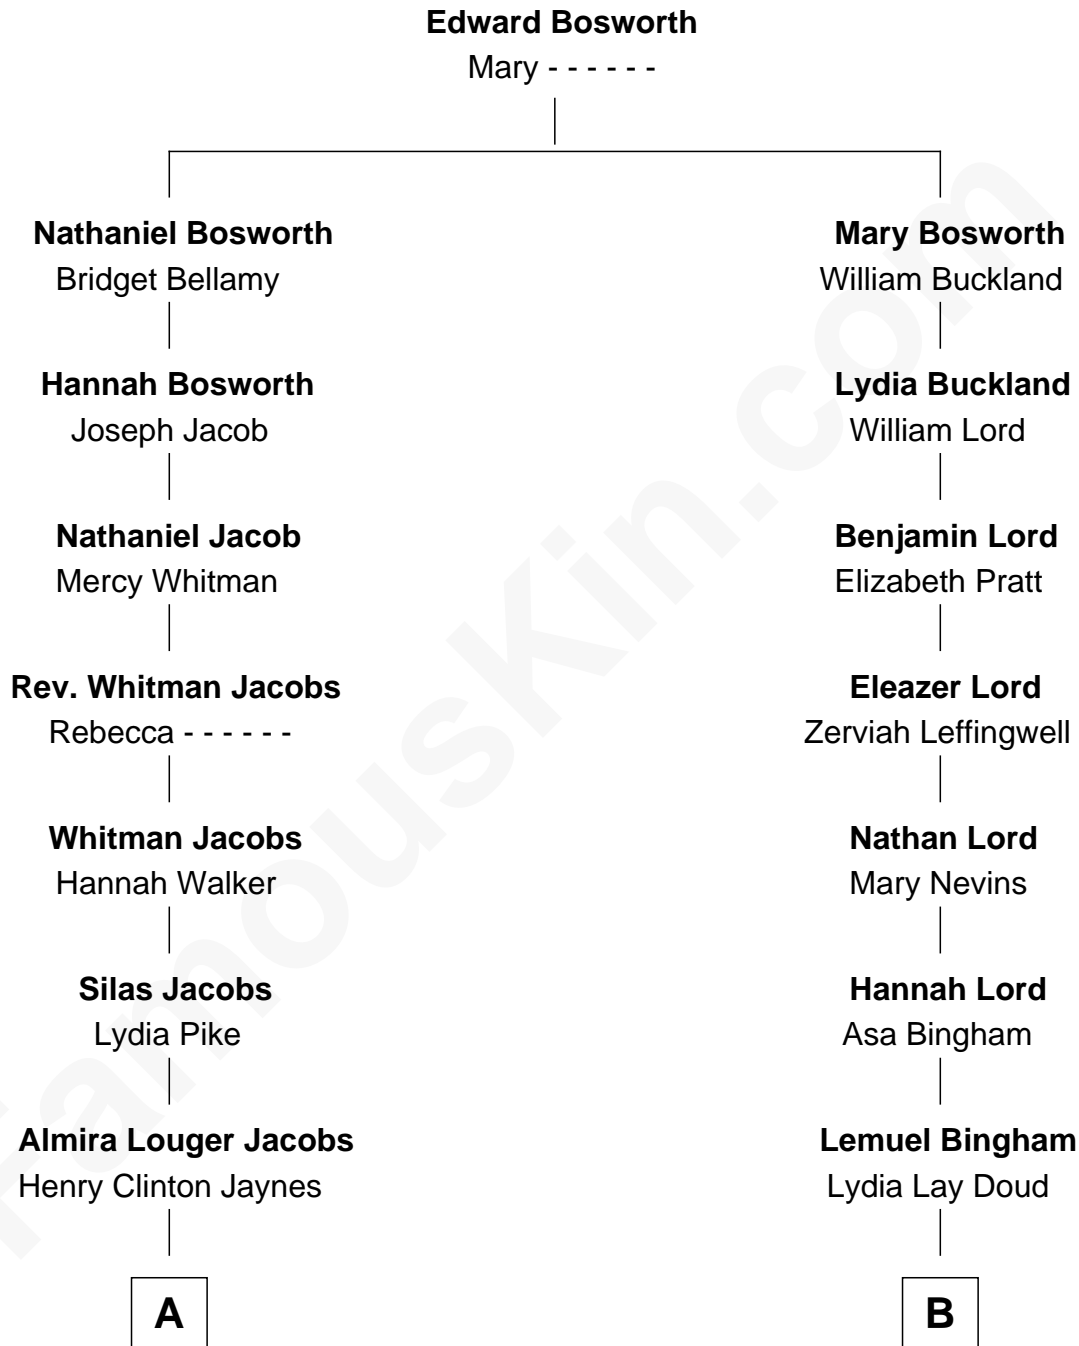 Edward Bosworth
Mary - - - - - -
Nathaniel Bosworth
Bridget Bellamy
Hannah Bosworth
Joseph Jacob
Nathaniel Jacob
Mercy Whitman
Rev. Whitman Jacobs
Rebecca - - - - - -
Whitman Jacobs
Hannah Walker
Silas Jacobs
Lydia Pike
Almira Louger Jacobs
Henry Clinton Jaynes
A
Mary Bosworth
William Buckland
Lydia Buckland
William Lord
Benjamin Lord
Elizabeth Pratt
Eleazer Lord
Zerviah Leffingwell
Nathan Lord
Mary Nevins
Hannah Lord
Asa Bingham
Lemuel Bingham
Lydia Lay Doud
B
FamousKin.com